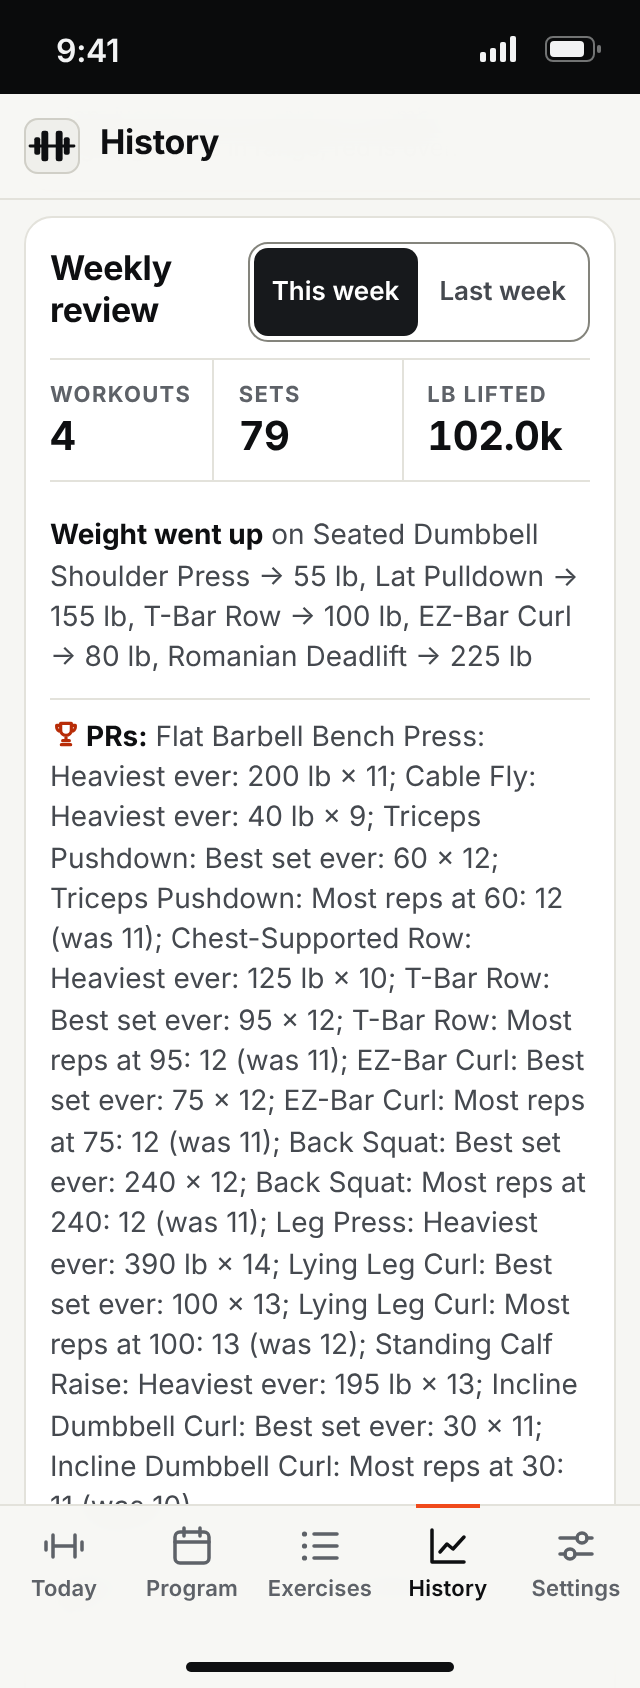 9:41
History
Weekly
review
This week
Last week
WORKOUTS
4
SETS
79
LB LIFTED
102.0k
Weight went up on Seated Dumbbell
Shoulder Press → 55 lb, Lat Pulldown →
155 lb, T-Bar Row → 100 lb, EZ-Bar Curl
→ 80 lb, Romanian Deadlift → 225 lb
PRs: Flat Barbell Bench Press:
Heaviest ever: 200 lb × 11; Cable Fly:
Heaviest ever: 40 lb × 9; Triceps
Pushdown: Best set ever: 60 × 12;
Triceps Pushdown: Most reps at 60: 12
(was 11); Chest-Supported Row:
Heaviest ever: 125 lb × 10; T-Bar Row:
Best set ever: 95 × 12; T-Bar Row: Most
reps at 95: 12 (was 11); EZ-Bar Curl: Best
set ever: 75 × 12; EZ-Bar Curl: Most reps
at 75: 12 (was 11); Back Squat: Best set
ever: 240 × 12; Back Squat: Most reps at
240: 12 (was 11); Leg Press: Heaviest
ever: 390 lb × 14; Lying Leg Curl: Best
set ever: 100 × 13; Lying Leg Curl: Most
reps at 100: 13 (was 12); Standing Calf
Raise: Heaviest ever: 195 lb × 13; Incline
Dumbbell Curl: Best set ever: 30 × 11;
Incline Dumbbell Curl: Most reps at 30:
11 (was 10)
Today
Program
Exercises
History
Settings